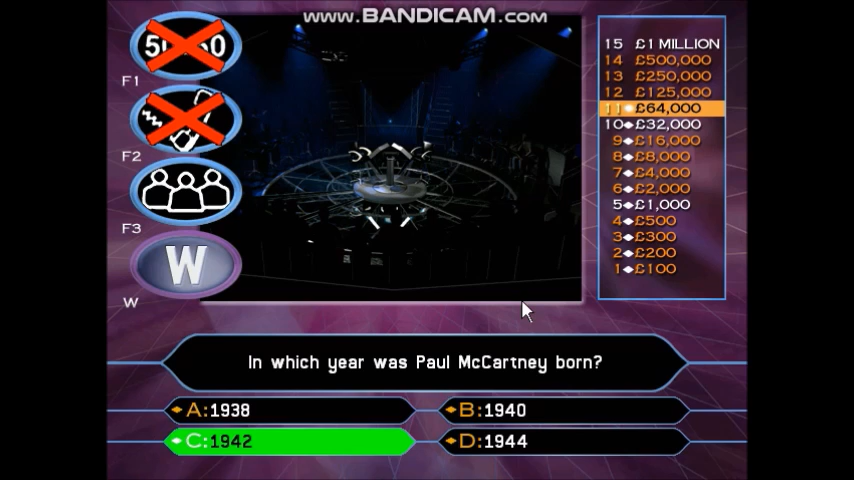 WWW.BANDICAM.COM
50:50
F1
F2
F3
W
W
15 £1 MILLION
14 £500,000
13 £250,000
12 £125,000
11 £64,000
10 £32,000
9 £16,000
8 £8,000
7 £4,000
6 £2,000
5 £1,000
4 £500
3 £300
2 £200
1 £100
In which year was Paul McCartney born?
A: 1938
B: 1940
C: 1942
D: 1944